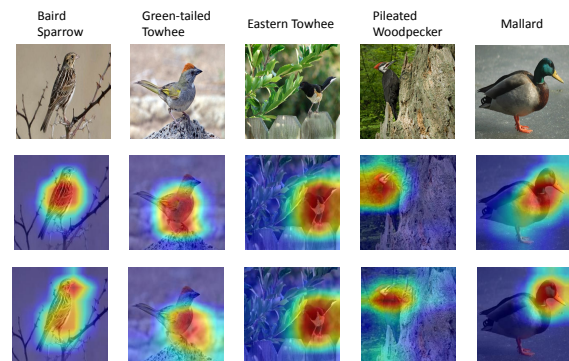 Baird
Sparrow
Green-tailed
Towhee
Eastern Towhee
Pileated
Woodpecker
Mallard